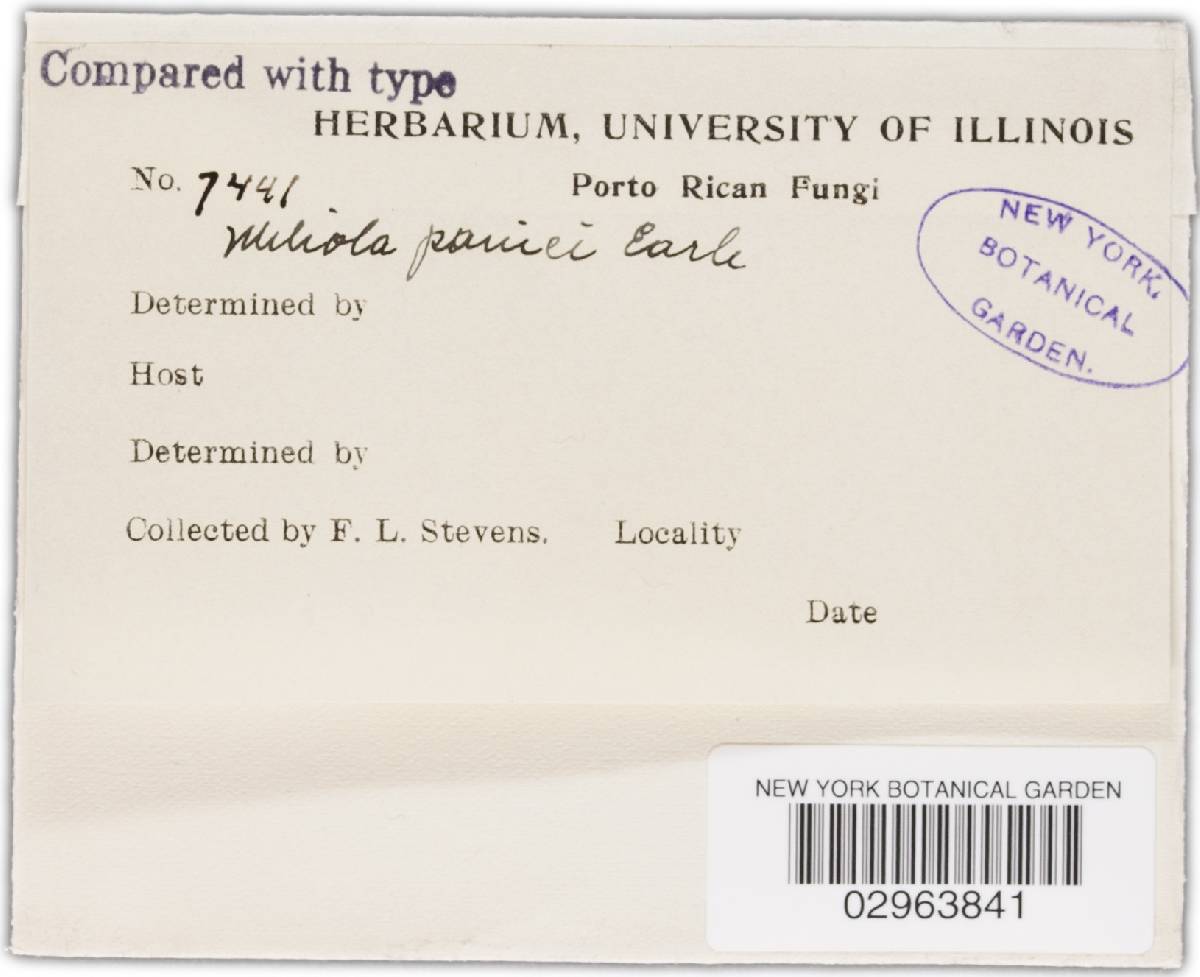 Compared with type
HERBARIUM, UNIVERSITY OF ILLINOIS
No. 7441 Porto Rican Fungi
Meliola panici Earle
Determined by
Host
Determined by
Collected by F. L. Stevens. Locality
Date
NEW YORK,
BOTANICAL
GARDEN.
NEW YORK BOTANICAL GARDEN
02963841